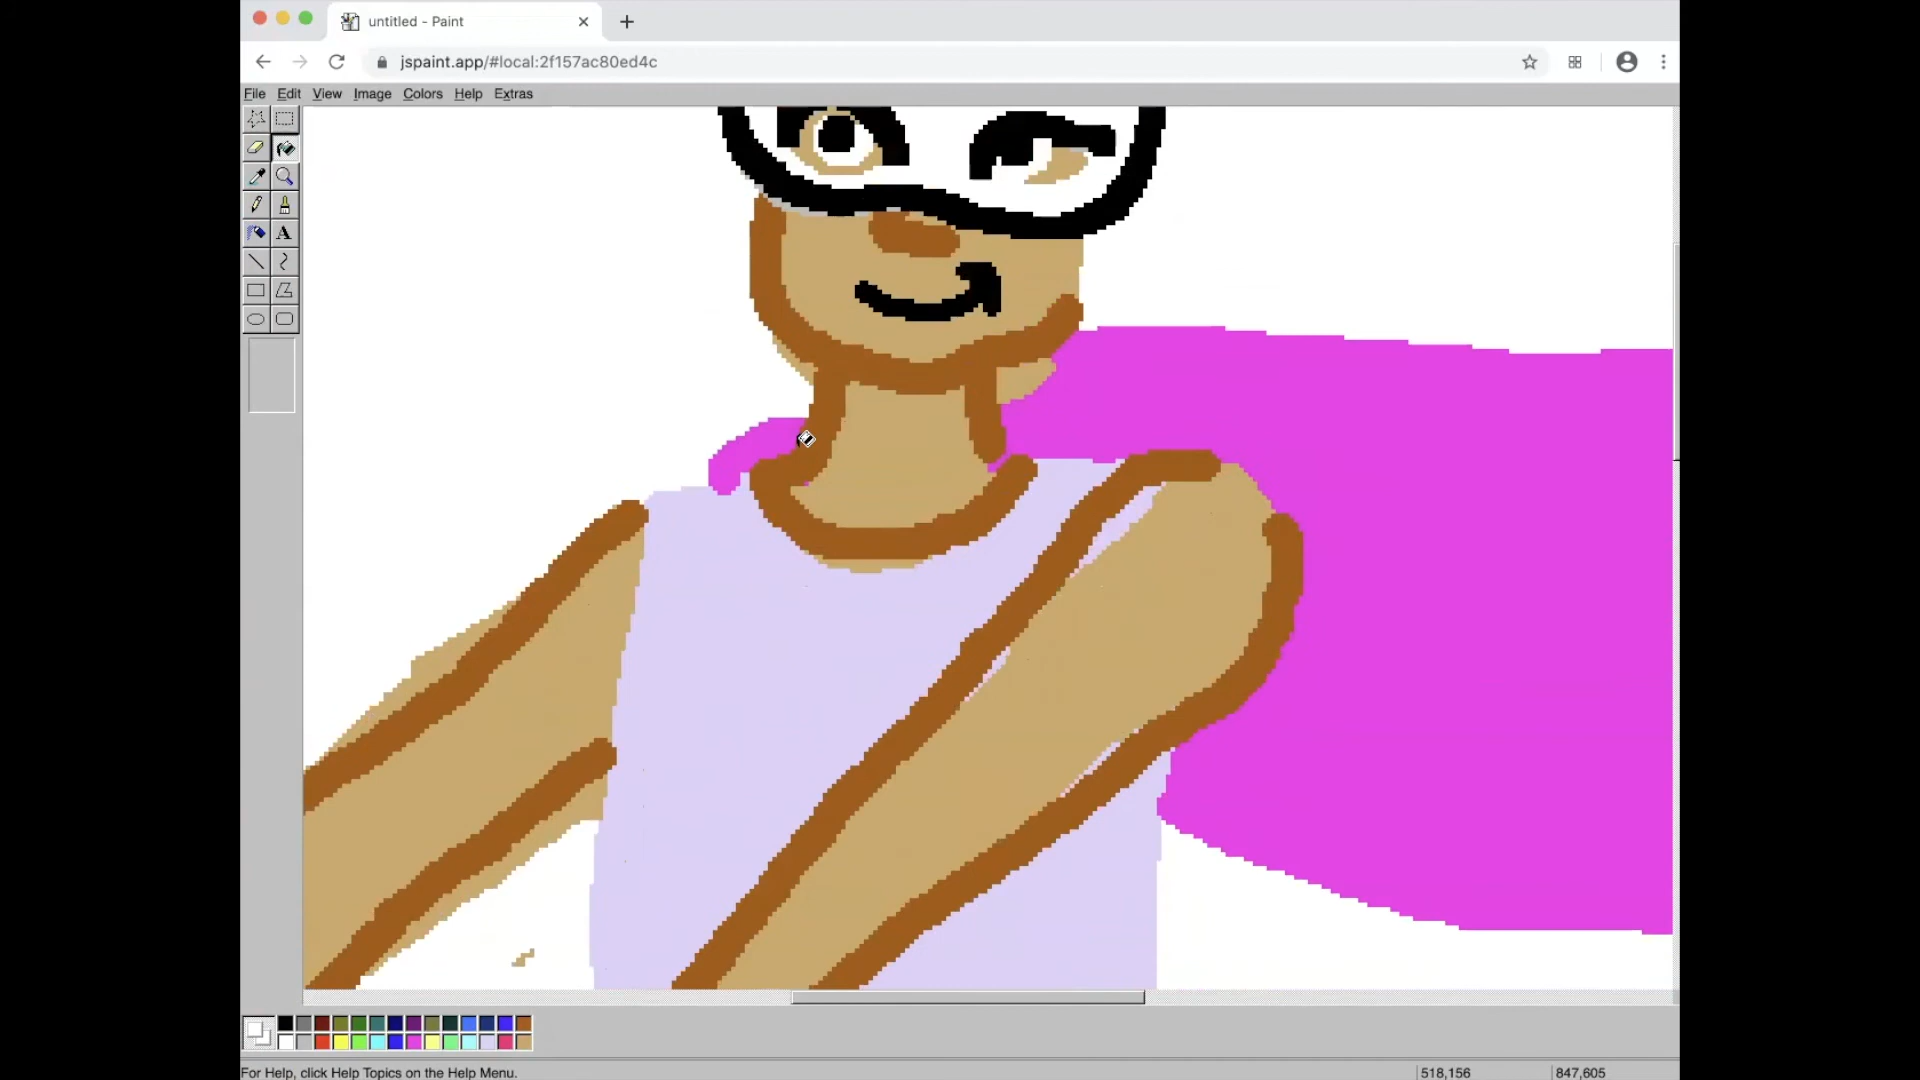 untitled - Paint
jspaint.app/#local:2f157ac80ed4c
File Edit View Image Colors Help Extras
A
For Help, click Help Topics on the Help Menu.
518,156
847,605